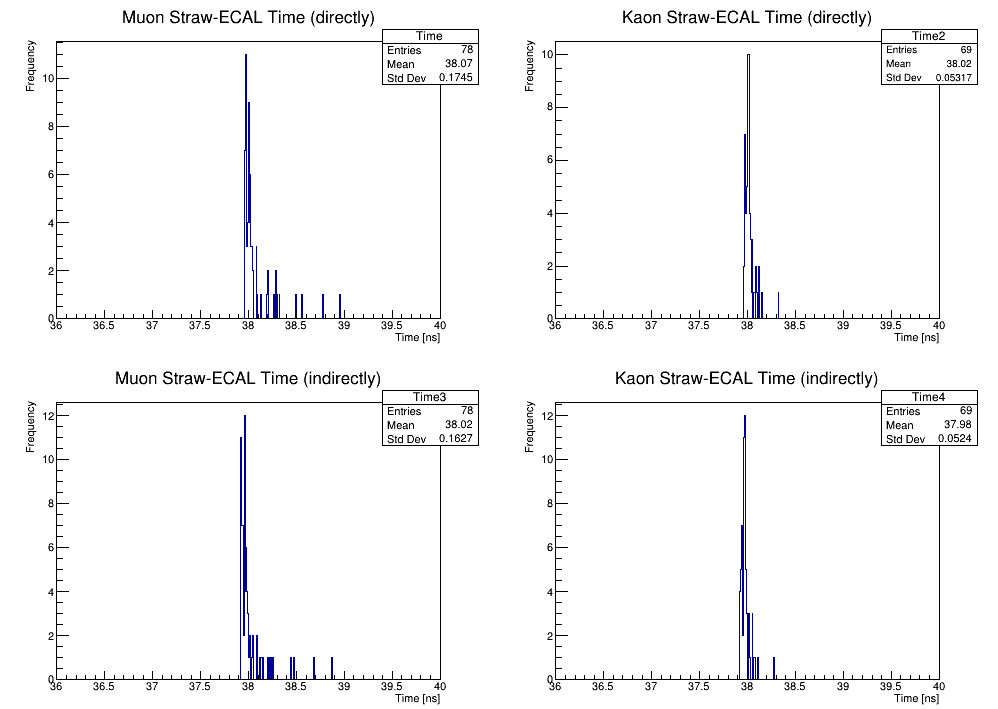 Muon Straw-ECAL Time (directly)
Frequency
Time
Entries 78
Mean 38.07
Std Dev 0.1745
10
8
6
4
2
0
36 36.5 37 37.5 38 38.5 39 39.5 40
Time [ns]
Kaon Straw-ECAL Time (directly)
Frequency
Time2
Entries 69
Mean 38.02
Std Dev 0.05317
10
8
6
4
2
0
36 36.5 37 37.5 38 38.5 39 39.5 40
Time [ns]
Muon Straw-ECAL Time (indirectly)
Frequency
Time3
Entries 78
Mean 38.02
Std Dev 0.1627
12
10
8
6
4
2
0
36 36.5 37 37.5 38 38.5 39 39.5 40
Time [ns]
Kaon Straw-ECAL Time (indirectly)
Frequency
Time4
Entries 69
Mean 37.98
Std Dev 0.0524
12
10
8
6
4
2
0
36 36.5 37 37.5 38 38.5 39 39.5 40
Time [ns]